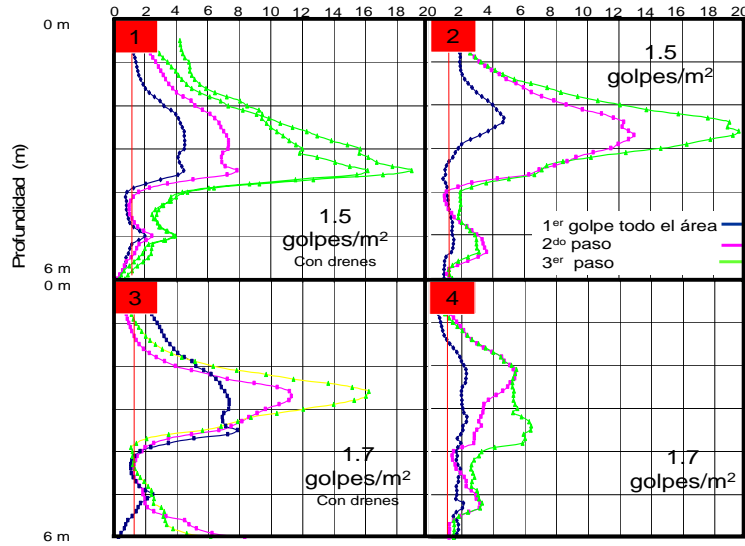 0 m
0 2 4 6 8 10 12 14 16 18 20
2 4 6 8 10 12 14 16 18 20
1
2
1.5
golpes/m²
1.5
golpes/m²
Con drenes
1er golpe todo el área
2do paso
3er paso
Profundidad (m)
6 m
0 m
3
4
1.7
golpes/m²
Con drenes
1.7
golpes/m²
6 m